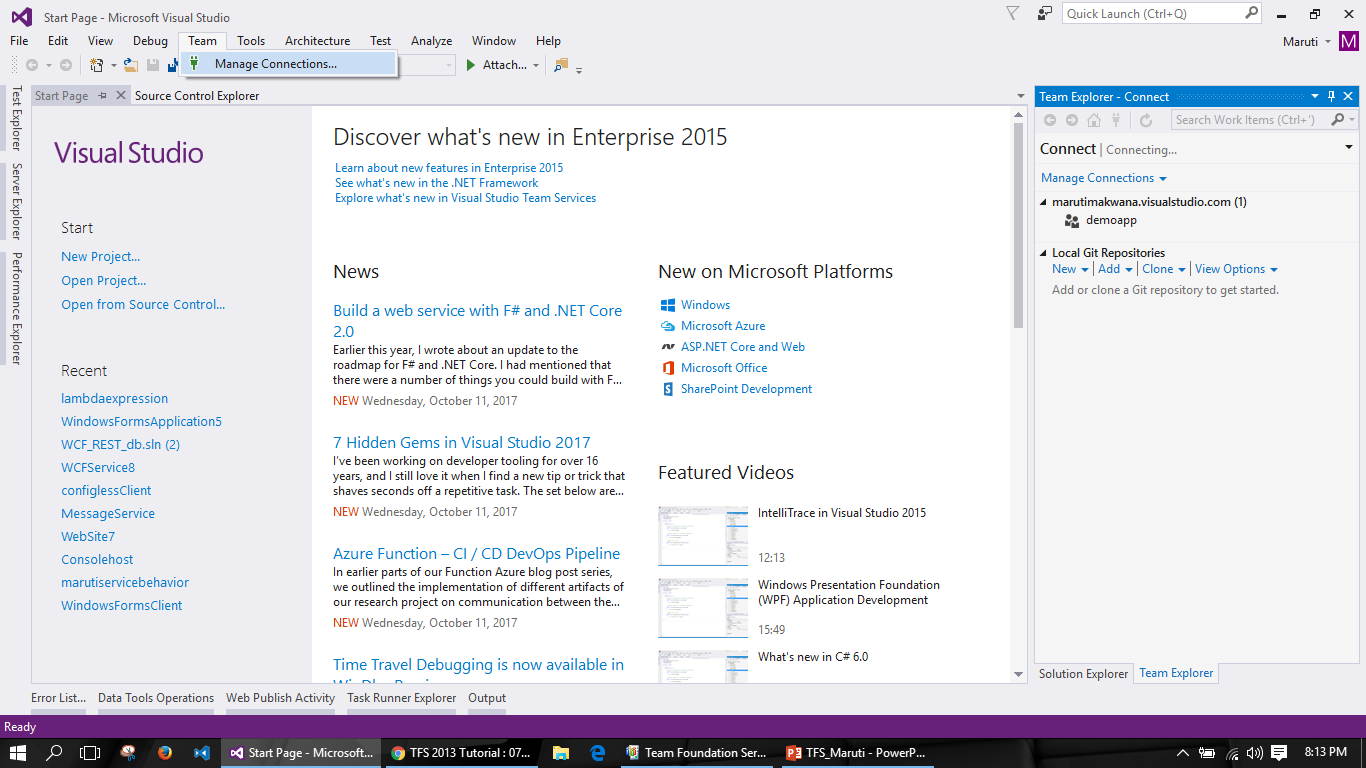 Start Page - Microsoft Visual Studio
Quick Launch (Ctrl+Q)
File Edit View Debug Team Tools Architecture Test Analyze Window Help
Maruti M
Manage Connections...
Attach...
Test Explorer
Server Explorer
Performance Explorer
Start Page
Source Control Explorer
Visual Studio
Start
New Project...
Open Project...
Open from Source Control...
Recent
lambdaexpression
WindowsFormsApplication5
WCF_REST_db.sln (2)
WCFService8
configlessClient
MessageService
WebSite7
Consolehost
marutiservicebehavior
WindowsFormsClient
Discover what's new in Enterprise 2015
Learn about new features in Enterprise 2015
See what's new in the .NET Framework
Explore what's new in Visual Studio Team Services
News
Build a web service with F# and .NET Core
2.0
Earlier this year, I wrote about an update to the
roadmap for F# and .NET Core. I had mentioned that
there were a number of things you could build with F...
NEW Wednesday, October 11, 2017
7 Hidden Gems in Visual Studio 2017
I've been working on developer tooling for over 16
years, and I still love it when I find a new tip or trick that
shaves seconds off a repetitive task. The set below are...
NEW Wednesday, October 11, 2017
Azure Function – CI / CD DevOps Pipeline
In earlier parts of our Function Azure blog post series,
we outlined the implementation of different artifacts of
our research project on communication between the...
NEW Wednesday, October 11, 2017
Time Travel Debugging is now available in
New on Microsoft Platforms
Windows
Microsoft Azure
ASP.NET Core and Web
Microsoft Office
SharePoint Development
Featured Videos
IntelliTrace in Visual Studio 2015
12:13
Windows Presentation Foundation
(WPF) Application Development
15:49
What's new in C# 6.0
Team Explorer - Connect
Search Work Items (Ctrl+')
Connect | Connecting...
Manage Connections
marutimakwana.visualstudio.com (1)
demoapp
Local Git Repositories
New | Add | Clone | View Options
Add or clone a Git repository to get started.
Solution Explorer Team Explorer
Error List... Data Tools Operations Web Publish Activity Task Runner Explorer Output
Ready
Start Page - Microsoft...
TFS 2013 Tutorial : 07...
Team Foundation Ser...
TFS_Maruti - PowerP...
8:13 PM